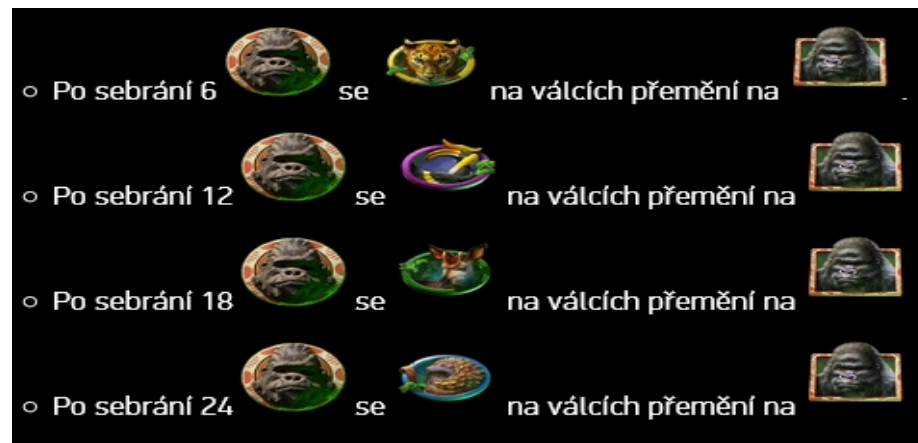 Po sebrání 6 se na válcích přemění na .
Po sebrání 12 se na válcích přemění na
Po sebrání 18 se na válcích přemění na
Po sebrání 24 se na válcích přemění na